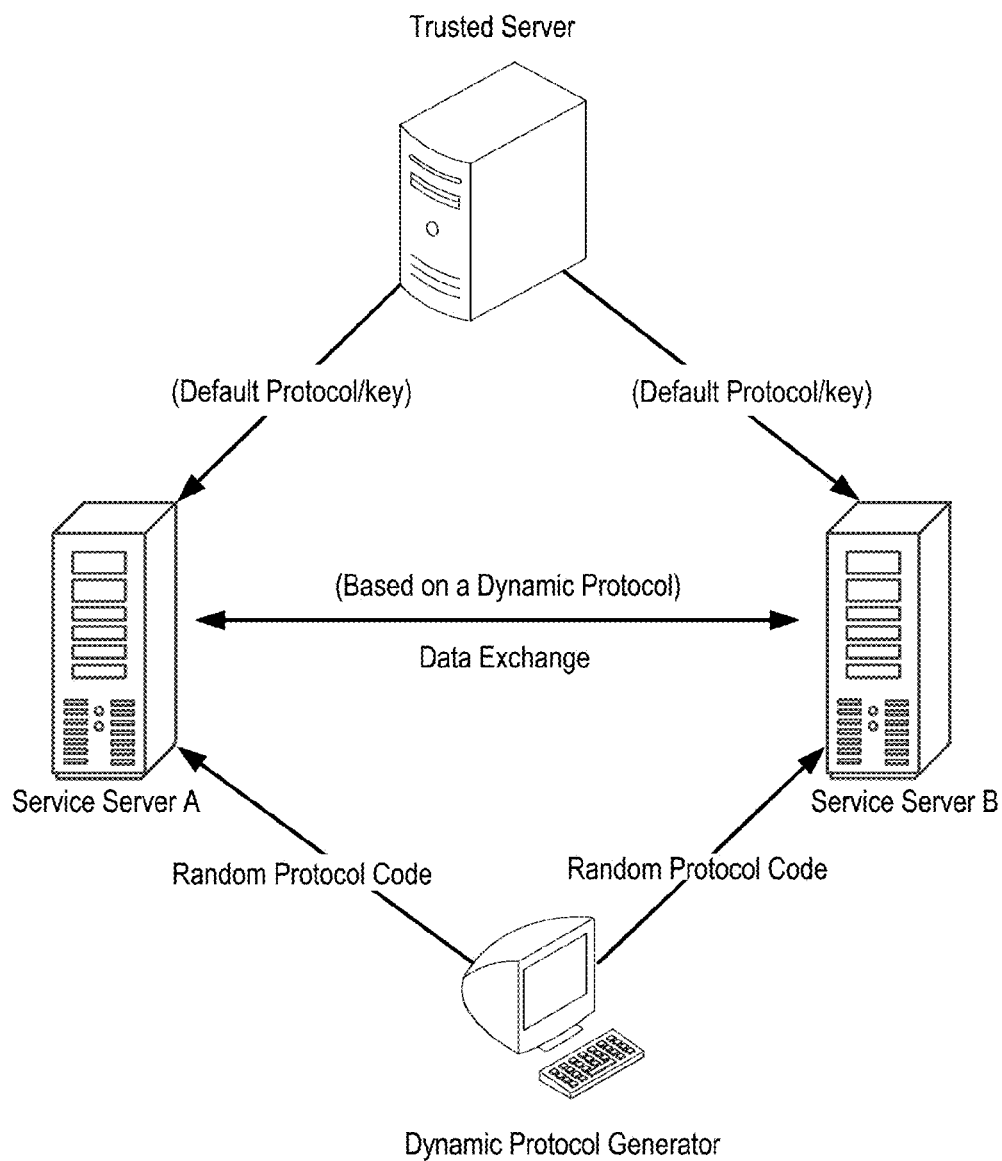 Trusted Server
(Default Protocol/key)
(Default Protocol/key)
(Based on a Dynamic Protocol)
Data Exchange
Service Server A
Service Server B
Random Protocol Code
Random Protocol Code
Dynamic Protocol Generator